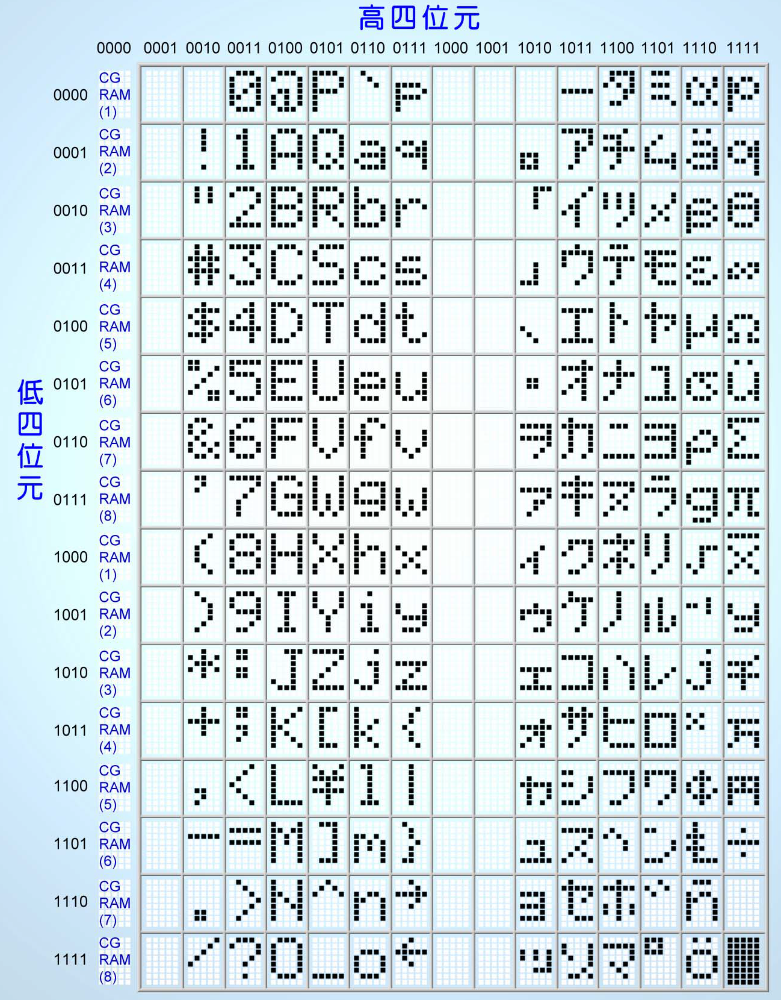 高四位元
0000 0001 0010 0011 0100 0101 0110 0111 1000 1001 1010 1011 1100 1101 1110 1111
低四位元
0000 CG RAM (1) 0 @ P ` p ー タ ミ α p
0001 CG RAM (2) ! 1 A Q a q 。 ア チ ム ä q
0010 CG RAM (3) " 2 B R b r 「 イ ツ メ β θ
0011 CG RAM (4) # 3 C S c s 」 ウ テ モ ε ∞
0100 CG RAM (5) $ 4 D T d t 、 エ ト ヤ μ Ω
0101 CG RAM (6) % 5 E U e u ・ オ ナ ユ σ ü
0110 CG RAM (7) & 6 F V f v ヲ カ ニ ヨ ρ Σ
0111 CG RAM (8) ' 7 G W g w ァ キ ヌ ラ g π
1000 CG RAM (1) ( 8 H X h x ィ ク ネ リ √ x̄
1001 CG RAM (2) ) 9 I Y i y ゥ ケ ノ ル ⁻¹ y
1010 CG RAM (3) * : J Z j z ェ コ ハ レ j 千
1011 CG RAM (4) + ; K [ k { ォ サ ヒ ロ ˣ 万
1100 CG RAM (5) , < L ¥ l | ャ シ フ ワ ¢ 円
1101 CG RAM (6) - = M ] m } ュ ス ヘ ン £ ÷
1110 CG RAM (7) . > N ^ n → ョ セ ホ ゛ ñ
1111 CG RAM (8) / ? O _ o ← ッ ソ マ ゜ ö █